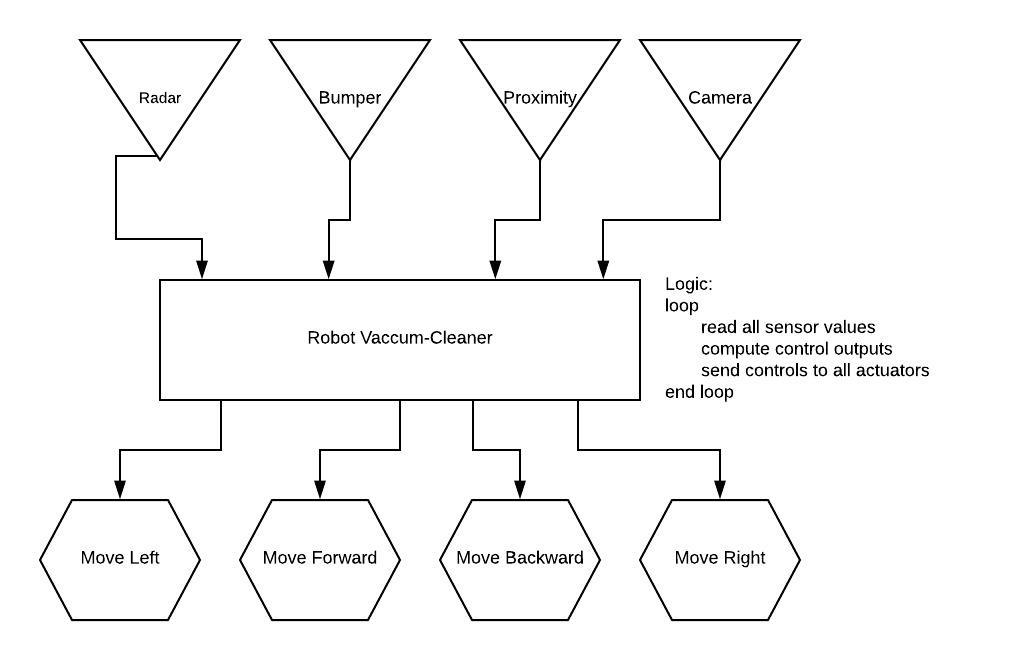 Radar
Bumper
Proximity
Camera
Robot Vaccum-Cleaner
Logic:
loop
read all sensor values
compute control outputs
send controls to all actuators
end loop
Move Left
Move Forward
Move Backward
Move Right